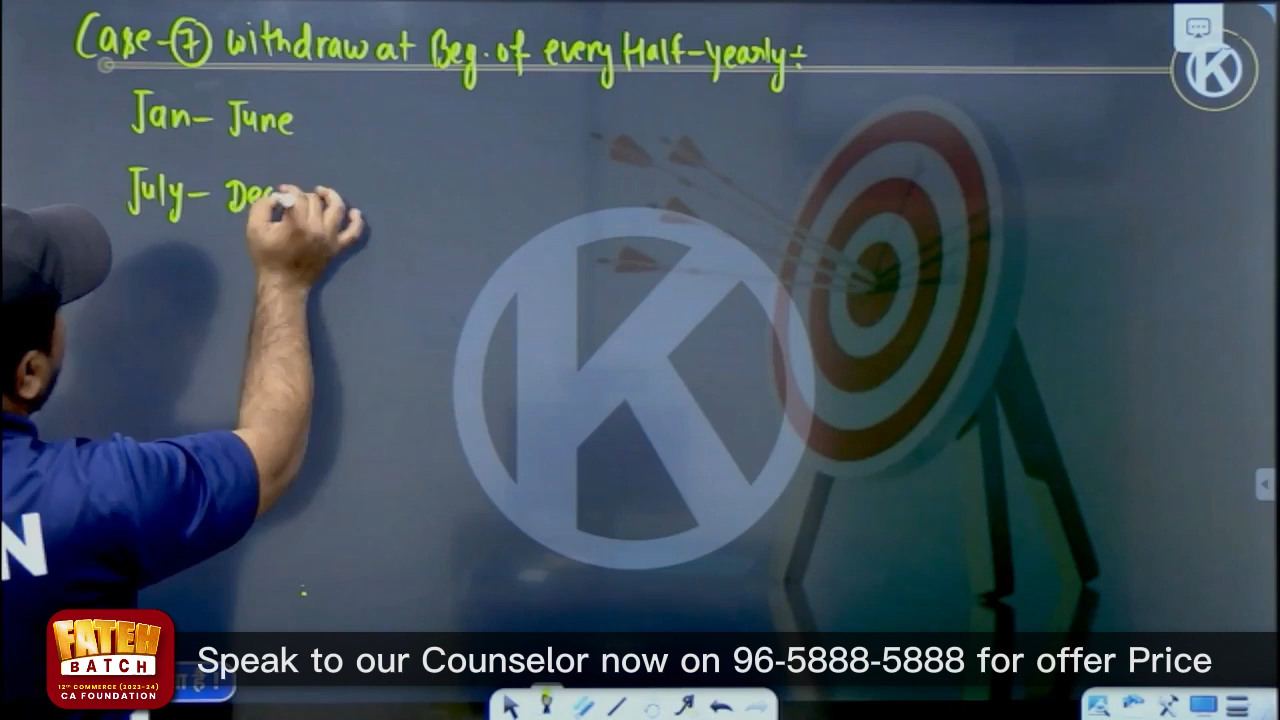 Case-7 withdraw at Beg. of every Half-yearly÷
K
Jan- June
July- Dec
K
N
FATEH
BATCH
12TH COMMERCE (2023-24)
CA FOUNDATION
Speak to our Counselor now on 96-5888-5888 for offer Price